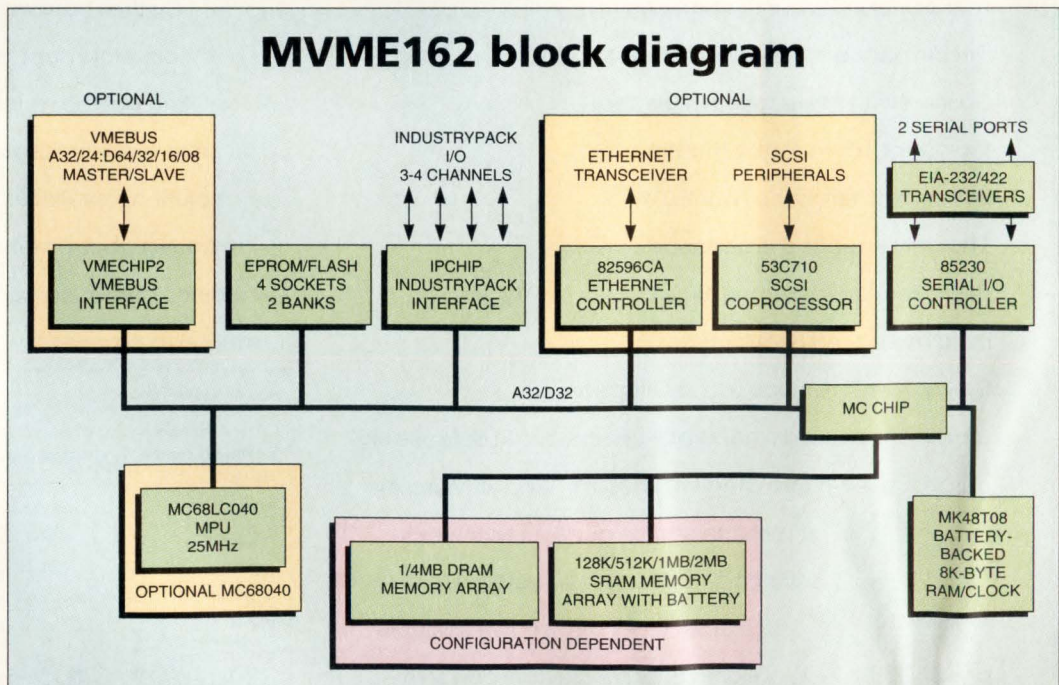 MVME162 block diagram
OPTIONAL
VMEBUS
A32/24:D64/32/16/08
MASTER/SLAVE
VMECHIP2
VMEBUS
INTERFACE
EPROM/FLASH
4 SOCKETS
2 BANKS
INDUSTRYPACK
I/O
3-4 CHANNELS
IPCHIP
INDUSTRYPACK
INTERFACE
OPTIONAL
ETHERNET
TRANSCEIVER
82596CA
ETHERNET
CONTROLLER
SCSI
PERIPHERALS
53C710
SCSI
COPROCESSOR
2 SERIAL PORTS
EIA-232/422
TRANSCEIVERS
85230
SERIAL I/O
CONTROLLER
A32/D32
MC CHIP
MC68LC040
MPU
25MHz
OPTIONAL MC68040
1/4MB DRAM
MEMORY ARRAY
128K/512K/1MB/2MB
SRAM MEMORY
ARRAY WITH BATTERY
CONFIGURATION DEPENDENT
MK48T08
BATTERY-
BACKED
8K-BYTE
RAM/CLOCK